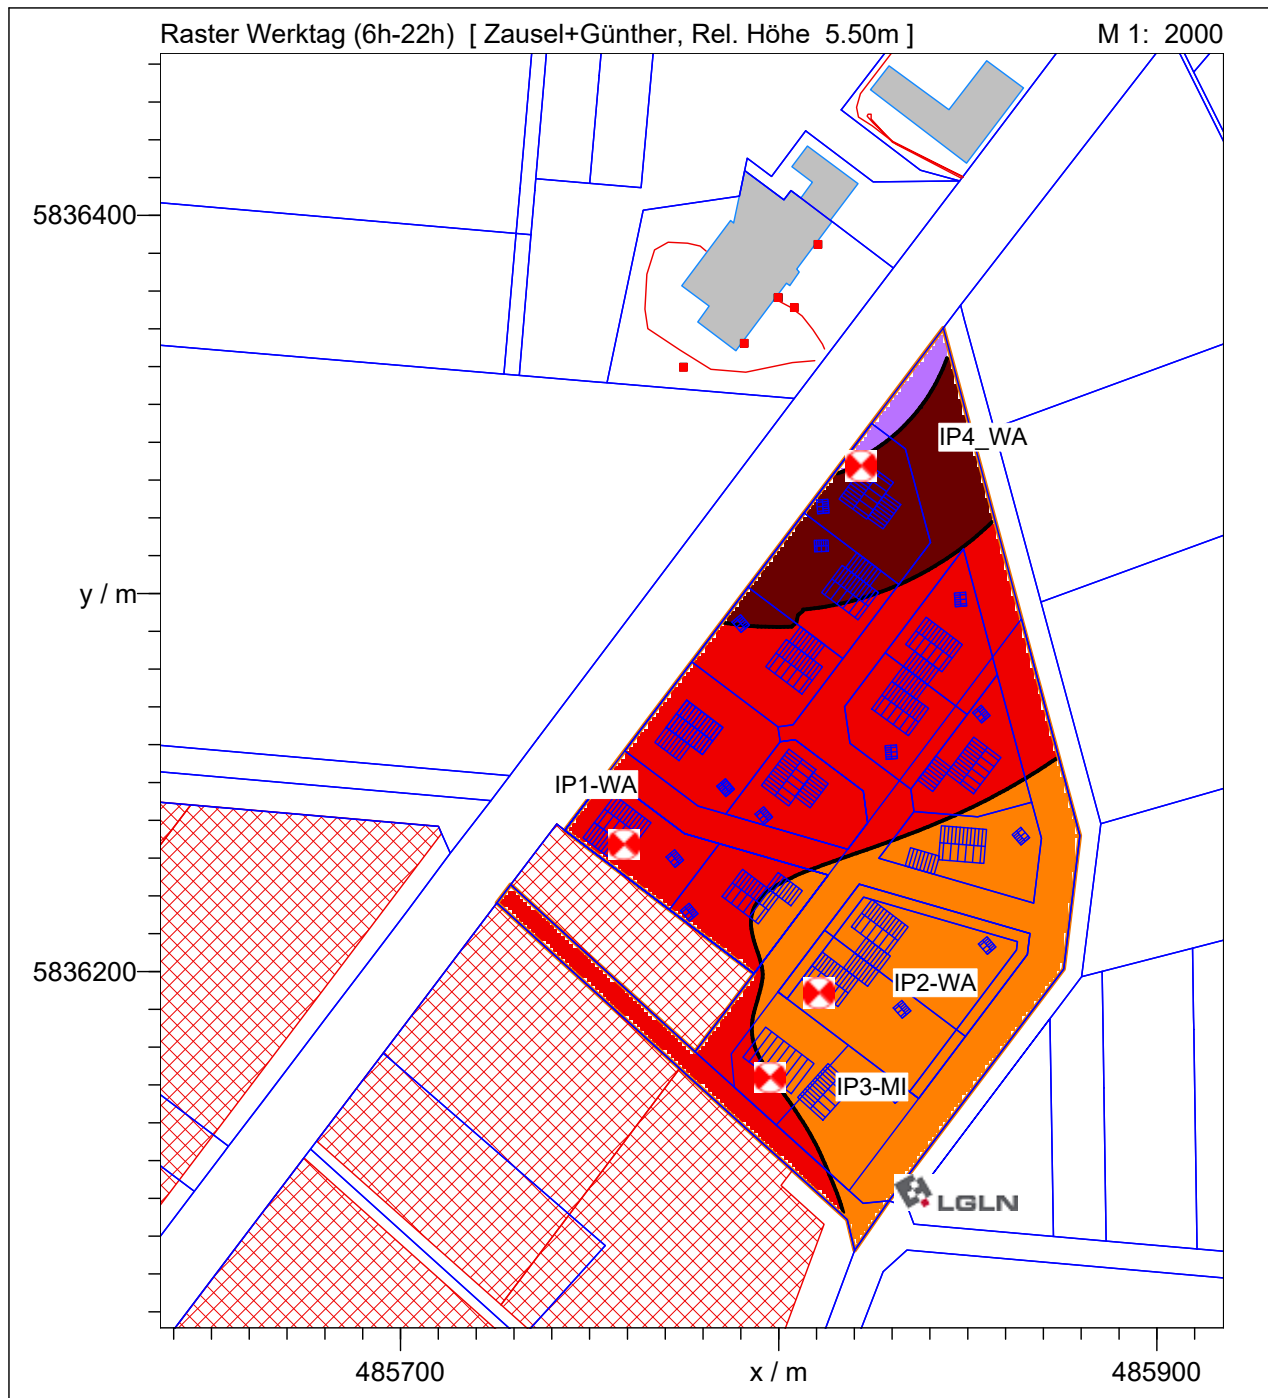 Raster Werktag (6h-22h) [ Zausel+Günther, Rel. Höhe 5.50m ] M 1: 2000
5836400
IP4_WA
y / m
IP1-WA
5836200
IP2-WA
IP3-MI
LGLN
485700 x / m 485900